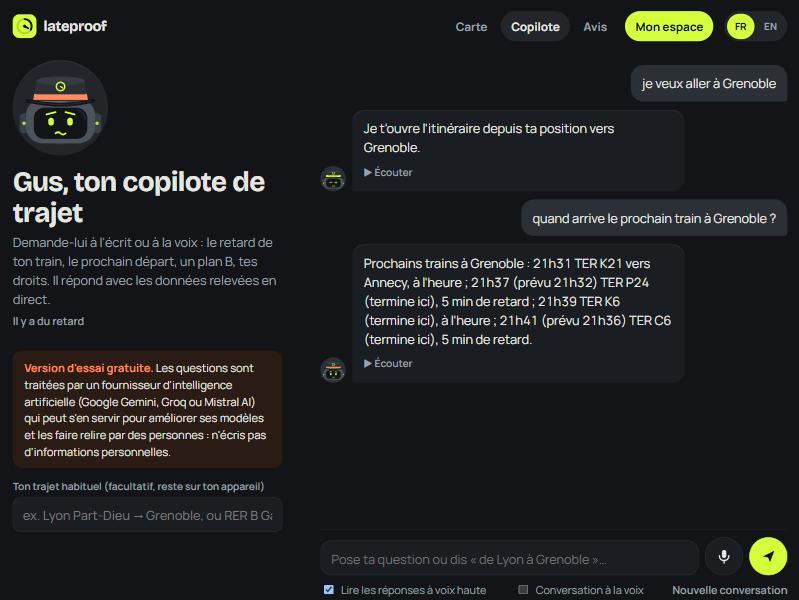 lateproof
Carte
Copilote
Avis
Mon espace
FR
EN
Gus, ton copilote de
trajet
Demande-lui à l'écrit ou à la voix : le retard de
ton train, le prochain départ, un plan B, tes
droits. Il répond avec les données relevées en
direct.
Il y a du retard
Version d'essai gratuite. Les questions sont
traitées par un fournisseur d'intelligence
artificielle (Google Gemini, Groq ou Mistral AI)
qui peut s'en servir pour améliorer ses modèles
et les faire relire par des personnes : n'écris pas
d'informations personnelles.
Ton trajet habituel (facultatif, reste sur ton appareil)
ex. Lyon Part-Dieu → Grenoble, ou RER B Ga
je veux aller à Grenoble
Je t'ouvre l'itinéraire depuis ta position vers
Grenoble.
▶ Écouter
quand arrive le prochain train à Grenoble ?
Prochains trains à Grenoble : 21h31 TER K21 vers
Annecy, à l'heure ; 21h37 (prévu 21h32) TER P24
(termine ici), 5 min de retard ; 21h39 TER K6
(termine ici), à l'heure ; 21h41 (prévu 21h36) TER C6
(termine ici), 5 min de retard.
▶ Écouter
Pose ta question ou dis « de Lyon à Grenoble »...
Lire les réponses à voix haute
Conversation à la voix
Nouvelle conversation